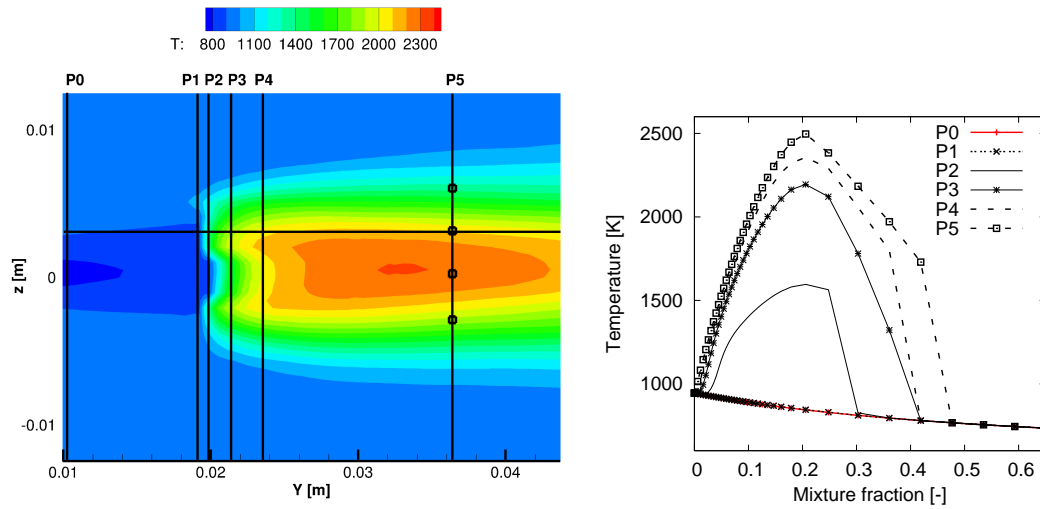 T: 800 1100 1400 1700 2000 2300
P0 P1 P2 P3 P4 P5
0.01
0
-0.01
z [m]
0.01 0.02 0.03 0.04
Y [m]
2500
2000
1500
1000
Temperature [K]
P0
P1
P2
P3
P4
P5
0 0.1 0.2 0.3 0.4 0.5 0.6
Mixture fraction [-]